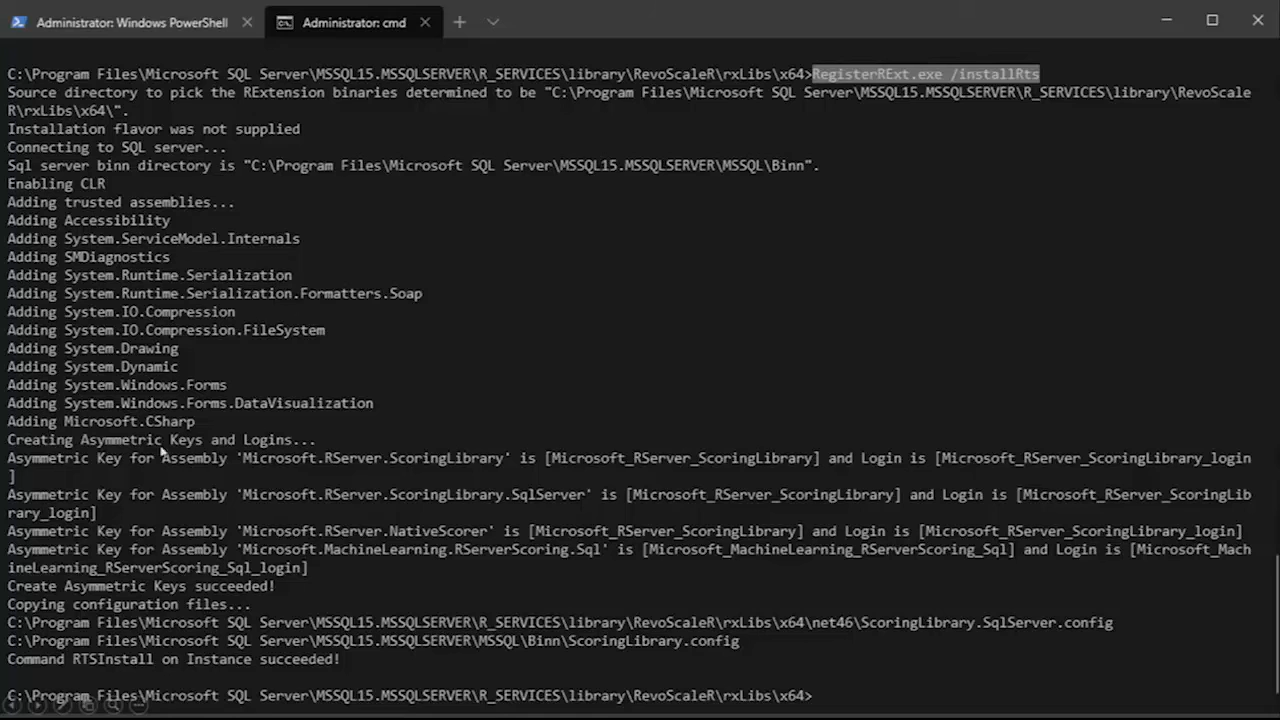 Administrator: Windows PowerShell
Administrator: cmd
C:\Program Files\Microsoft SQL Server\MSSQL15.MSSQLSERVER\R_SERVICES\library\RevoScaleR\rxLibs\x64>RegisterRExt.exe /installRts
Source directory to pick the RExtension binaries determined to be "C:\Program Files\Microsoft SQL Server\MSSQL15.MSSQLSERVER\R_SERVICES\library\RevoScale
R\rxLibs\x64\".
Installation flavor was not supplied
Connecting to SQL server...
Sql server binn directory is "C:\Program Files\Microsoft SQL Server\MSSQL15.MSSQLSERVER\MSSQL\Binn".
Enabling CLR
Adding trusted assemblies...
Adding Accessibility
Adding System.ServiceModel.Internals
Adding SMDiagnostics
Adding System.Runtime.Serialization
Adding System.Runtime.Serialization.Formatters.Soap
Adding System.IO.Compression
Adding System.IO.Compression.FileSystem
Adding System.Drawing
Adding System.Dynamic
Adding System.Windows.Forms
Adding System.Windows.Forms.DataVisualization
Adding Microsoft.CSharp
Creating Asymmetric Keys and Logins...
Asymmetric Key for Assembly 'Microsoft.RServer.ScoringLibrary' is [Microsoft_RServer_ScoringLibrary] and Login is [Microsoft_RServer_ScoringLibrary_login
]
Asymmetric Key for Assembly 'Microsoft.RServer.ScoringLibrary.SqlServer' is [Microsoft_RServer_ScoringLibrary] and Login is [Microsoft_RServer_ScoringLib
rary_login]
Asymmetric Key for Assembly 'Microsoft.RServer.NativeScorer' is [Microsoft_RServer_ScoringLibrary] and Login is [Microsoft_RServer_ScoringLibrary_login]
Asymmetric Key for Assembly 'Microsoft.MachineLearning.RServerScoring.Sql' is [Microsoft_MachineLearning_RServerScoring_Sql] and Login is [Microsoft_Mach
ineLearning_RServerScoring_Sql_login]
Create Asymmetric Keys succeeded!
Copying configuration files...
C:\Program Files\Microsoft SQL Server\MSSQL15.MSSQLSERVER\R_SERVICES\library\RevoScaleR\rxLibs\x64\net46\ScoringLibrary.SqlServer.config
C:\Program Files\Microsoft SQL Server\MSSQL15.MSSQLSERVER\MSSQL\Binn\ScoringLibrary.config
Command RTSInstall on Instance succeeded!
C:\Program Files\Microsoft SQL Server\MSSQL15.MSSQLSERVER\R_SERVICES\library\RevoScaleR\rxLibs\x64>